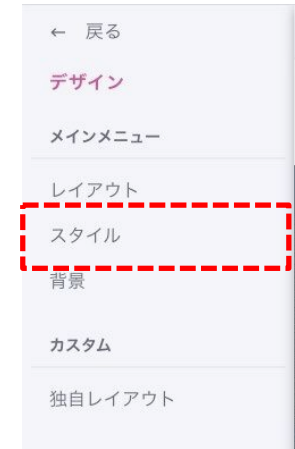 ← 戻る
デザイン
メインメニュー
レイアウト
スタイル
背景
カスタム
独自レイアウト